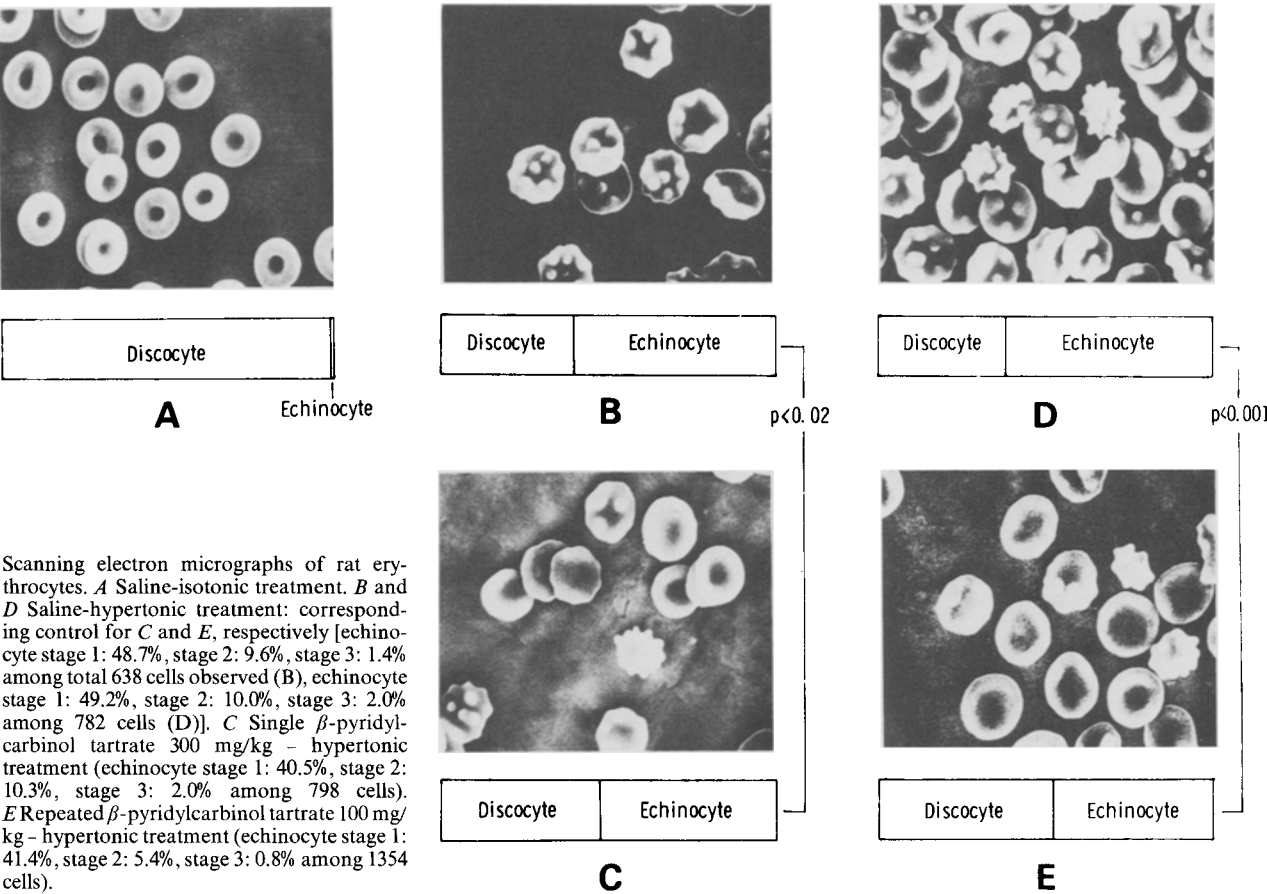 Discocyte
Echinocyte
A
Discocyte Echinocyte
B
Discocyte Echinocyte
D
p<0.02
p<0.001
Scanning electron micrographs of rat ery-
throcytes. A Saline-isotonic treatment. B and
D Saline-hypertonic treatment: correspond-
ing control for C and E, respectively [echino-
cyte stage 1: 48.7%, stage 2: 9.6%, stage 3: 1.4%
among total 638 cells observed (B), echinocyte
stage 1: 49.2%, stage 2: 10.0%, stage 3: 2.0%
among 782 cells (D)]. C Single β-pyridyl-
carbinol tartrate 300 mg/kg – hypertonic
treatment (echinocyte stage 1: 40.5%, stage 2:
10.3%, stage 3: 2.0% among 798 cells).
E Repeated β-pyridylcarbinol tartrate 100 mg/
kg – hypertonic treatment (echinocyte stage 1:
41.4%, stage 2: 5.4%, stage 3: 0.8% among 1354
cells).
Discocyte Echinocyte
C
Discocyte Echinocyte
E